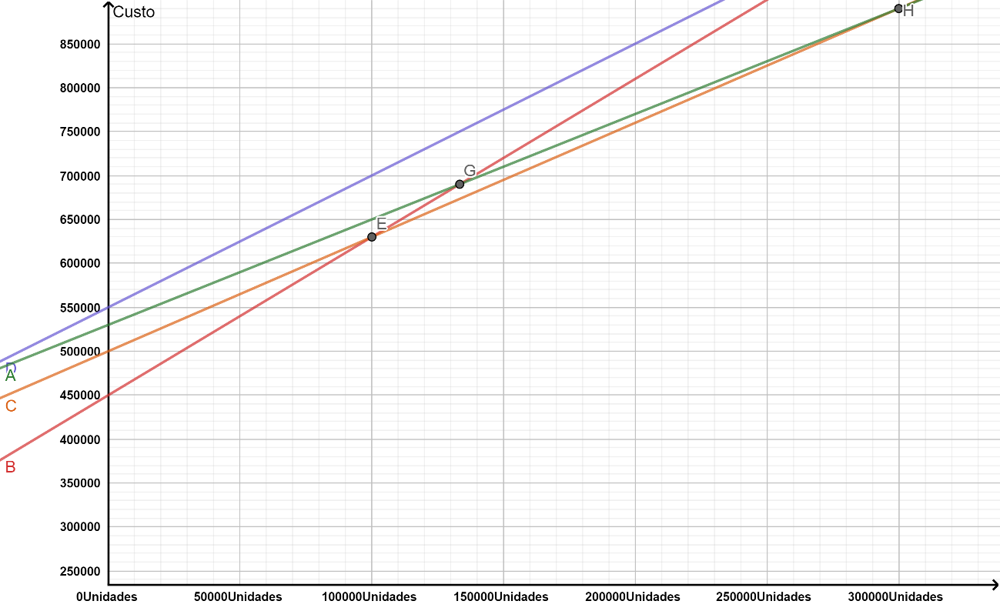 Custo
H
850000
800000
750000
700000
G
650000
E
600000
550000
500000
D
A
450000
C
400000
350000
B
300000
250000
0Unidades 50000Unidades 100000Unidades 150000Unidades 200000Unidades 250000Unidades 300000Unidades